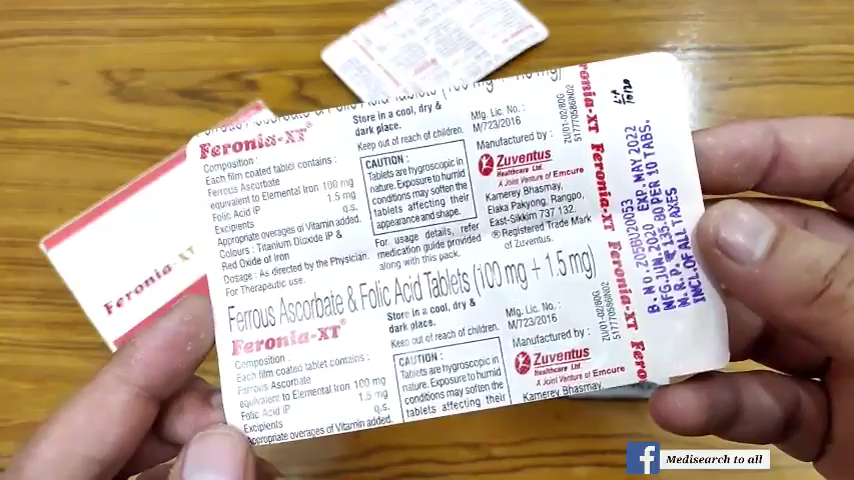 Feronia-XT®
Composition :
Each film coated tablet contains :
Ferrous Ascorbate
equivalent to Elemental Iron 100 mg
Folic Acid IP 1.5 mg
Excipients q.s.
Appropriate overages of Vitamin added.
Colours : Titanium Dioxide IP &
Red Oxide of Iron
Dosage : As directed by the Physician.
For Therapeutic use.
Store in a cool, dry &
dark place.
Keep out of reach of children.
CAUTION :
Tablets are hygroscopic in
nature. Exposure to humid
conditions may soften the
tablets affecting their
appearance and shape.
For usage details, refer
medication guide provided
along with this pack.
Mfg. Lic. No. :
M/723/2016
Manufactured by :
Zuventus
Healthcare Ltd
A Joint Venture of Emcure
Kamerey Bhasmay,
Elaka Pakyong, Rangpo,
East-Sikkim 737 132.
® Registered Trade Mark
of Zuventus.
Ferrous Ascorbate & Folic Acid Tablets (100 mg + 1.5 mg)
Feronia-XT®
Composition :
Each film coated tablet contains :
Ferrous Ascorbate
equivalent to Elemental Iron 100 mg
Folic Acid IP 1.5 mg
Excipients q.s.
Appropriate overages of Vitamin added.
Store in a cool, dry &
dark place.
Keep out of reach of children.
CAUTION :
Tablets are hygroscopic in
nature. Exposure to humid
conditions may soften the
tablets affecting their
Mfg. Lic. No. :
M/723/2016
Manufactured by :
Zuventus
Healthcare Ltd
A Joint Venture of Emcure
Kamerey Bhasmay,
Feronia-XT Feronia-XT Feronia-XT
B. NO. Z05B020053
MFG.JUN.2020 EXP. MAY 2022
M.R.P. ₹ 135.80 PER 10 TABS.
INCL.OF ALL TAXES
Feronia-XT
Medisearch to all